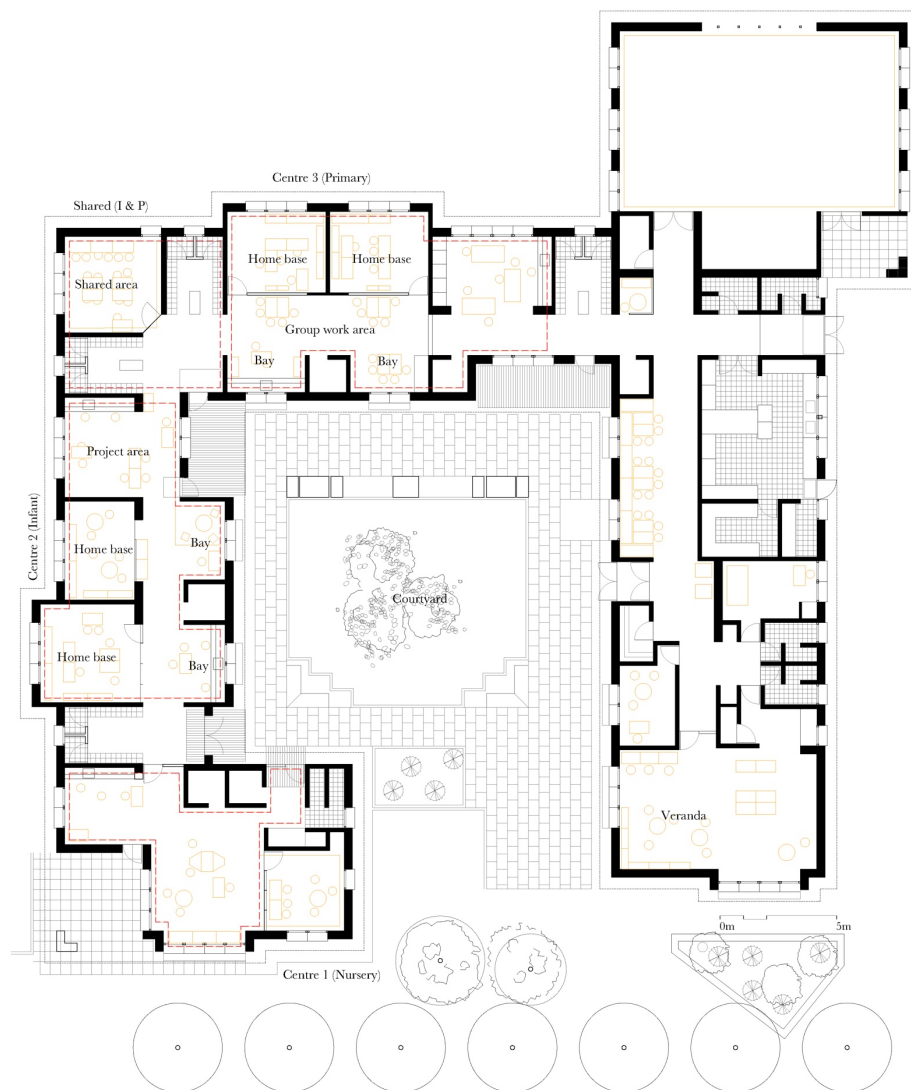 Centre 3 (Primary)
Shared (I & P)
Home base
Home base
Shared area
Group work area
Bay
Bay
Project area
Centre 2 (Infant)
Home base
Bay
Courtyard
Home base
Bay
Veranda
0m 5m
Centre 1 (Nursery)